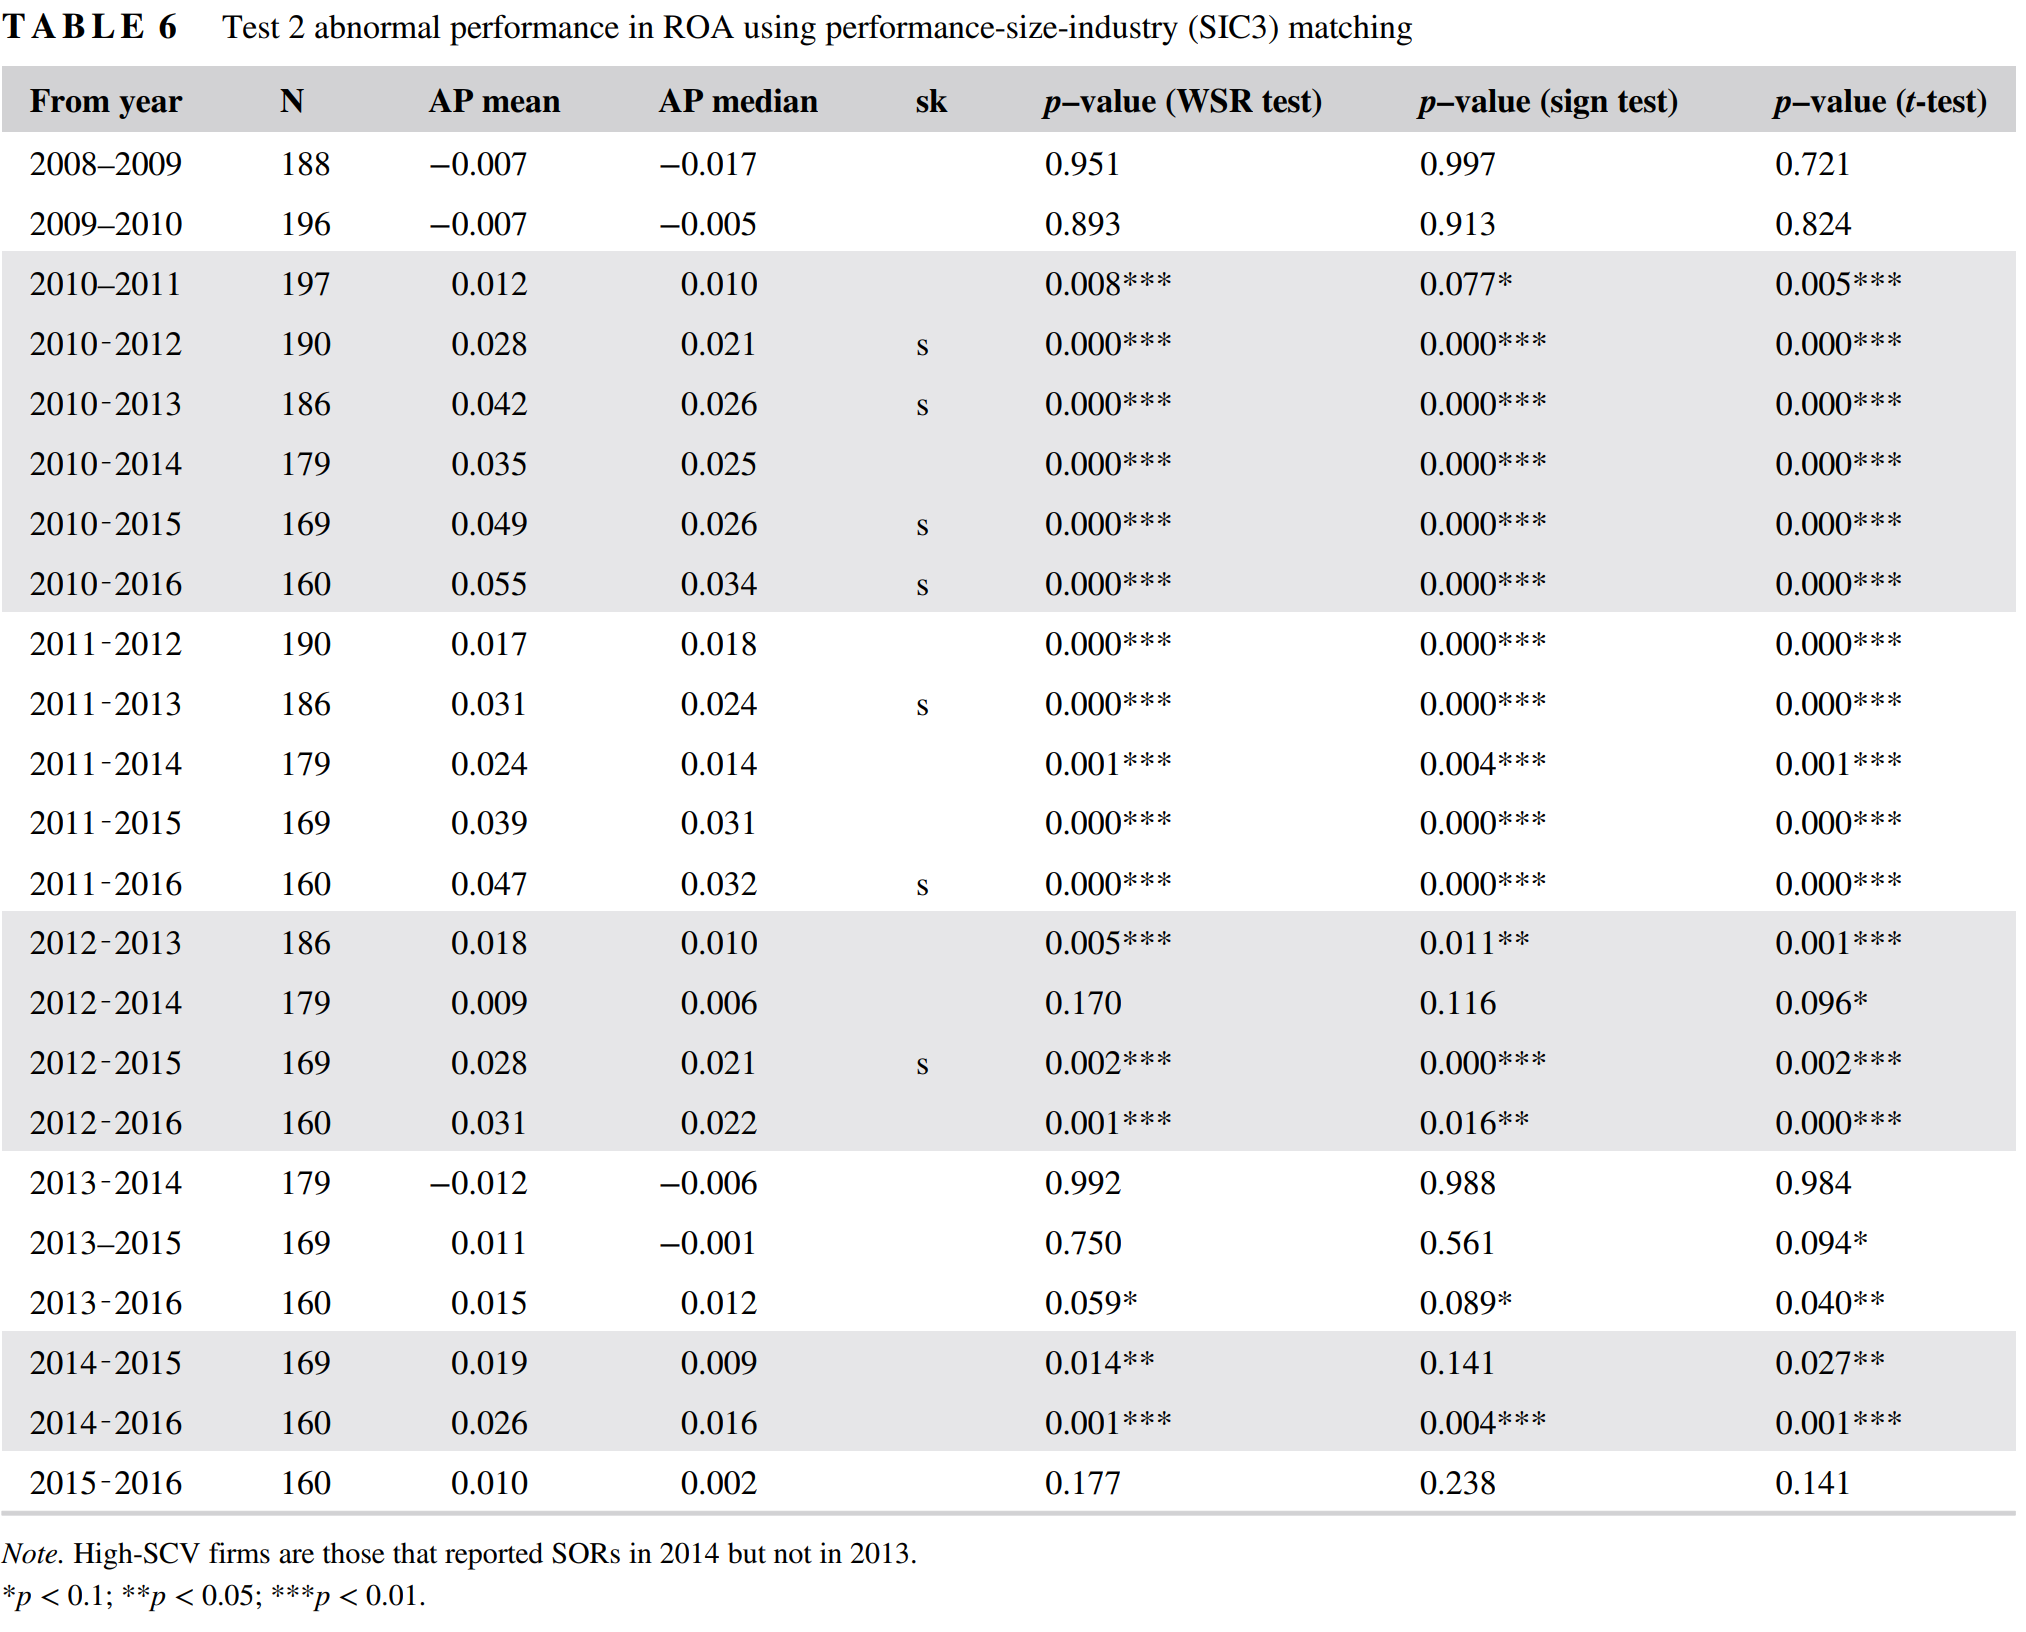 TABLE 6 Test 2 abnormal performance in ROA using performance-size-industry (SIC3) matching
From year N AP mean AP median sk p–value (WSR test) p–value (sign test) p–value (t-test)
2008–2009 188 −0.007 −0.017 0.951 0.997 0.721
2009–2010 196 −0.007 −0.005 0.893 0.913 0.824
2010–2011 197 0.012 0.010 0.008*** 0.077* 0.005***
2010-2012 190 0.028 0.021 s 0.000*** 0.000*** 0.000***
2010-2013 186 0.042 0.026 s 0.000*** 0.000*** 0.000***
2010-2014 179 0.035 0.025 0.000*** 0.000*** 0.000***
2010-2015 169 0.049 0.026 s 0.000*** 0.000*** 0.000***
2010-2016 160 0.055 0.034 s 0.000*** 0.000*** 0.000***
2011-2012 190 0.017 0.018 0.000*** 0.000*** 0.000***
2011-2013 186 0.031 0.024 s 0.000*** 0.000*** 0.000***
2011-2014 179 0.024 0.014 0.001*** 0.004*** 0.001***
2011-2015 169 0.039 0.031 0.000*** 0.000*** 0.000***
2011-2016 160 0.047 0.032 s 0.000*** 0.000*** 0.000***
2012-2013 186 0.018 0.010 0.005*** 0.011** 0.001***
2012-2014 179 0.009 0.006 0.170 0.116 0.096*
2012-2015 169 0.028 0.021 s 0.002*** 0.000*** 0.002***
2012-2016 160 0.031 0.022 0.001*** 0.016** 0.000***
2013-2014 179 −0.012 −0.006 0.992 0.988 0.984
2013–2015 169 0.011 −0.001 0.750 0.561 0.094*
2013-2016 160 0.015 0.012 0.059* 0.089* 0.040**
2014-2015 169 0.019 0.009 0.014** 0.141 0.027**
2014-2016 160 0.026 0.016 0.001*** 0.004*** 0.001***
2015-2016 160 0.010 0.002 0.177 0.238 0.141
Note. High-SCV firms are those that reported SORs in 2014 but not in 2013.
*p < 0.1; **p < 0.05; ***p < 0.01.